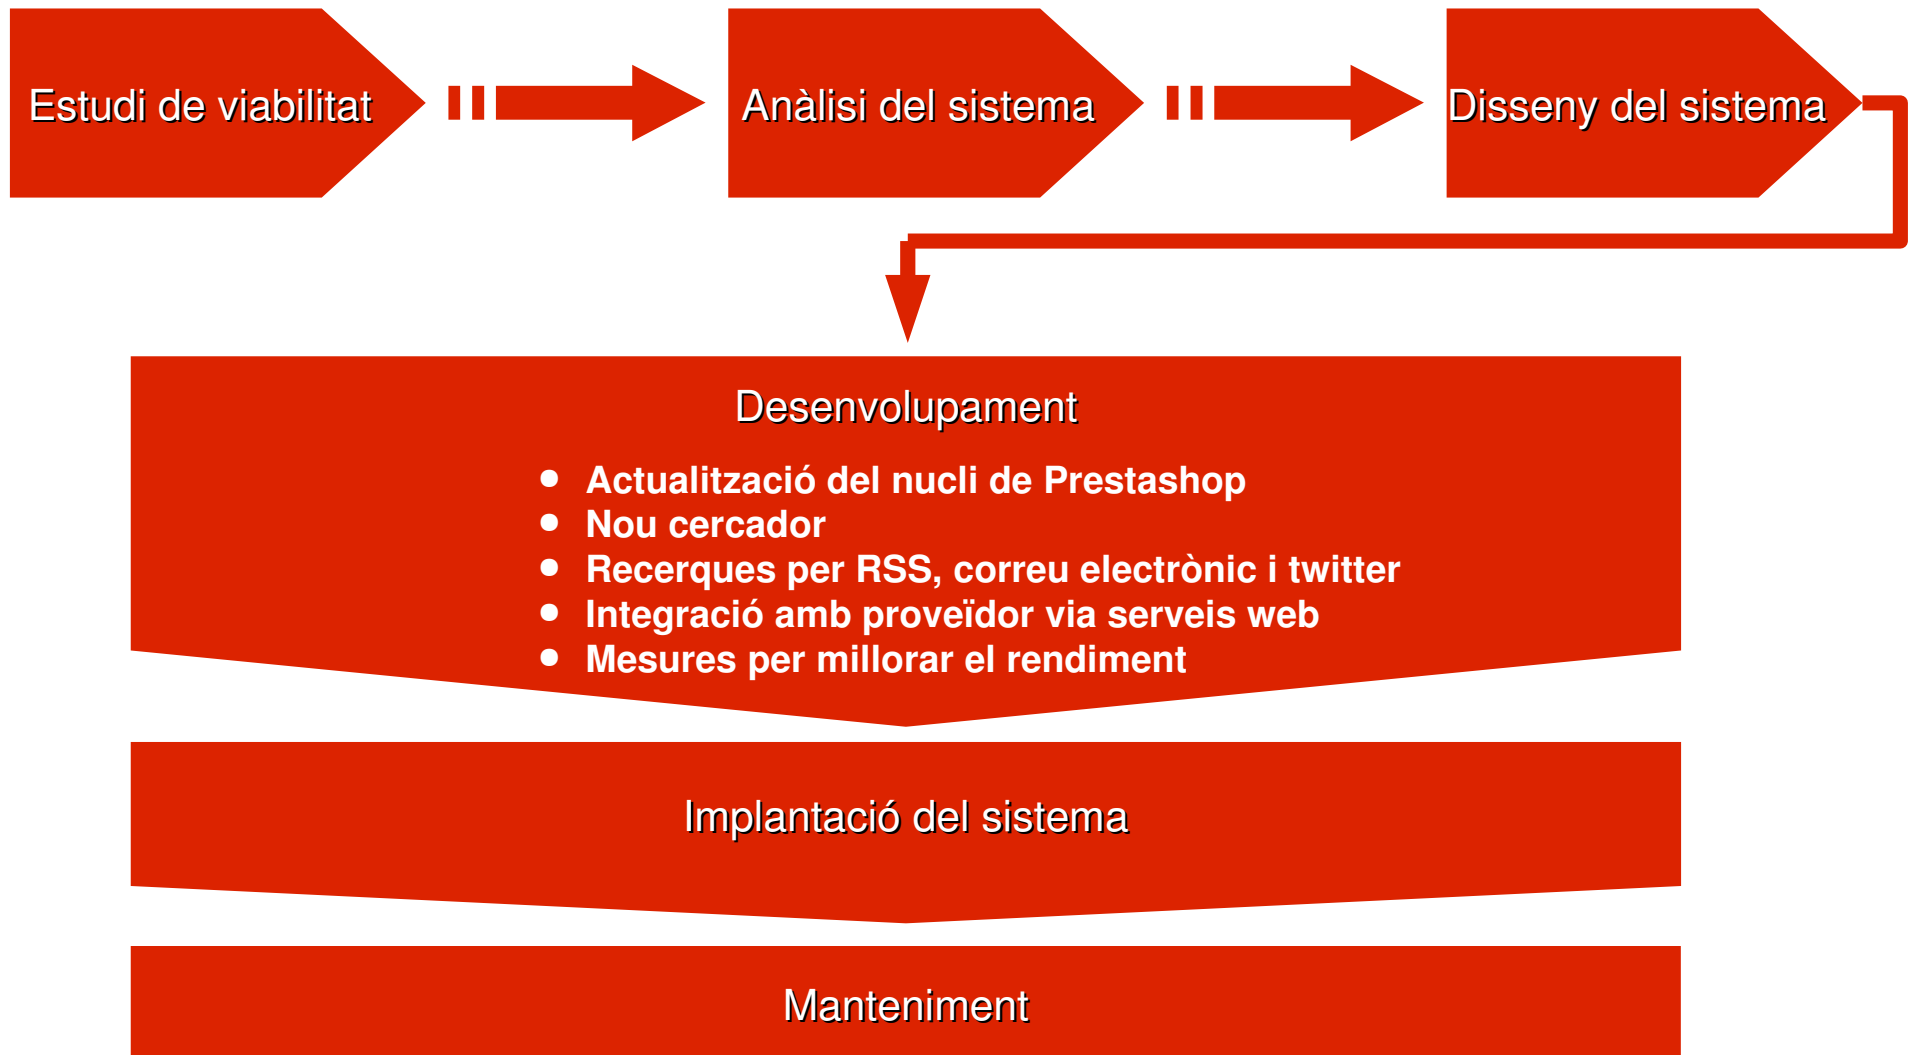 Estudi de viabilitat
Anàlisi del sistema
Disseny del sistema
Desenvolupament
● Actualització del nucli de Prestashop
● Nou cercador
● Recerques per RSS, correu electrònic i twitter
● Integració amb proveïdor via serveis web
● Mesures per millorar el rendiment
Implantació del sistema
Manteniment